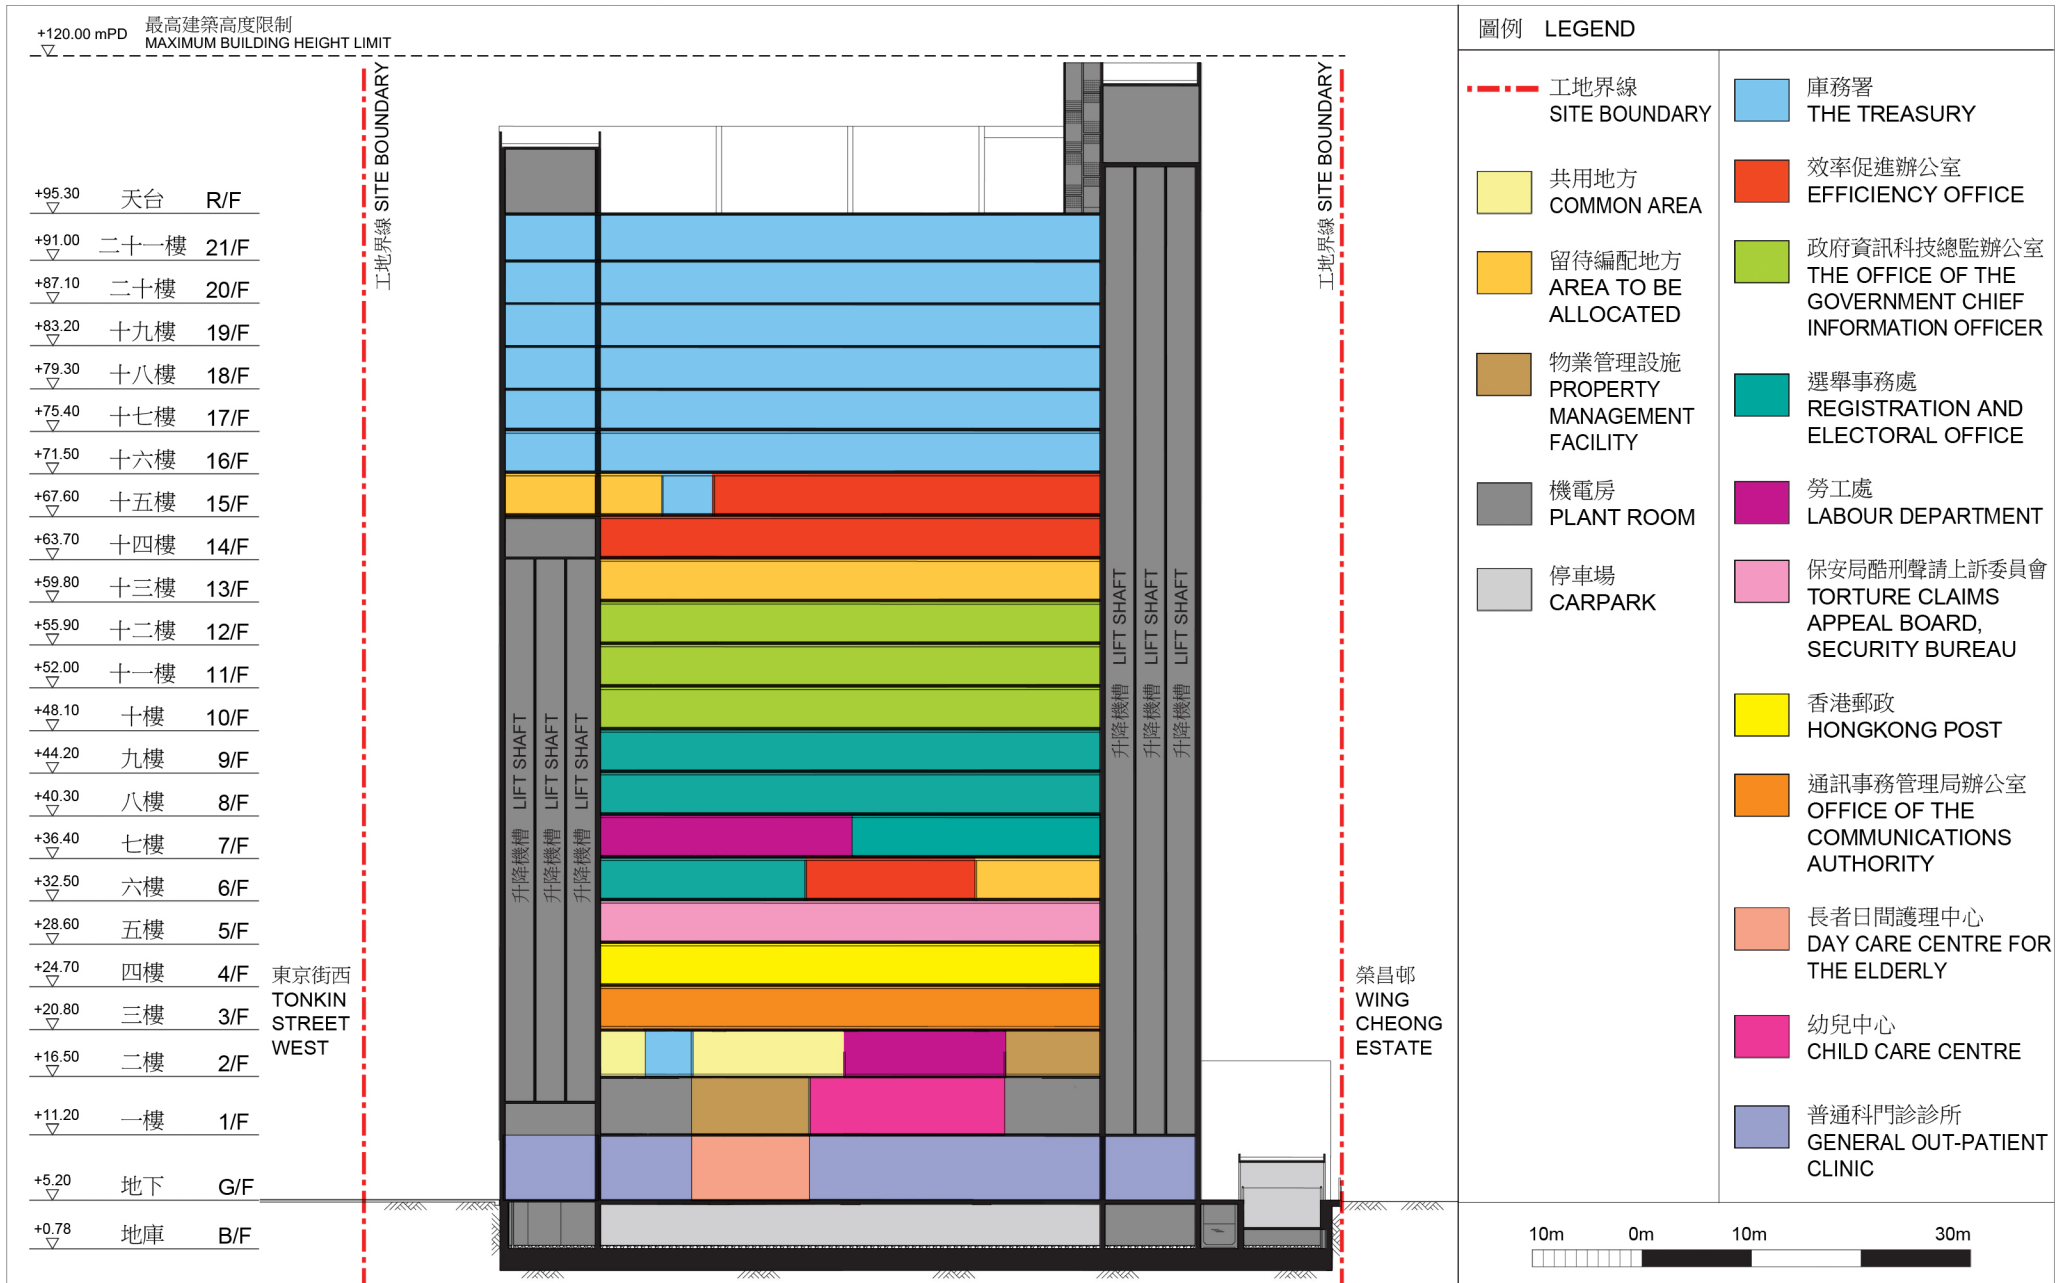 +120.00 mPD
最高建築高度限制
MAXIMUM BUILDING HEIGHT LIMIT
+95.30 天台 R/F
+91.00 二十一樓 21/F
+87.10 二十樓 20/F
+83.20 十九樓 19/F
+79.30 十八樓 18/F
+75.40 十七樓 17/F
+71.50 十六樓 16/F
+67.60 十五樓 15/F
+63.70 十四樓 14/F
+59.80 十三樓 13/F
+55.90 十二樓 12/F
+52.00 十一樓 11/F
+48.10 十樓 10/F
+44.20 九樓 9/F
+40.30 八樓 8/F
+36.40 七樓 7/F
+32.50 六樓 6/F
+28.60 五樓 5/F
+24.70 四樓 4/F
+20.80 三樓 3/F
+16.50 二樓 2/F
+11.20 一樓 1/F
+5.20 地下 G/F
+0.78 地庫 B/F
工地界線 SITE BOUNDARY
東京街西
TONKIN
STREET
WEST
升降機槽 LIFT SHAFT
升降機槽 LIFT SHAFT
升降機槽 LIFT SHAFT
升降機槽 LIFT SHAFT
升降機槽 LIFT SHAFT
升降機槽 LIFT SHAFT
工地界線 SITE BOUNDARY
榮昌邨
WING
CHEONG
ESTATE
圖例 LEGEND
工地界線
SITE BOUNDARY
共用地方
COMMON AREA
留待編配地方
AREA TO BE
ALLOCATED
物業管理設施
PROPERTY
MANAGEMENT
FACILITY
機電房
PLANT ROOM
停車場
CARPARK
庫務署
THE TREASURY
效率促進辦公室
EFFICIENCY OFFICE
政府資訊科技總監辦公室
THE OFFICE OF THE
GOVERNMENT CHIEF
INFORMATION OFFICER
選舉事務處
REGISTRATION AND
ELECTORAL OFFICE
勞工處
LABOUR DEPARTMENT
保安局酷刑聲請上訴委員會
TORTURE CLAIMS
APPEAL BOARD,
SECURITY BUREAU
香港郵政
HONGKONG POST
通訊事務管理局辦公室
OFFICE OF THE
COMMUNICATIONS
AUTHORITY
長者日間護理中心
DAY CARE CENTRE FOR
THE ELDERLY
幼兒中心
CHILD CARE CENTRE
普通科門診診所
GENERAL OUT-PATIENT
CLINIC
10m 0m 10m 30m